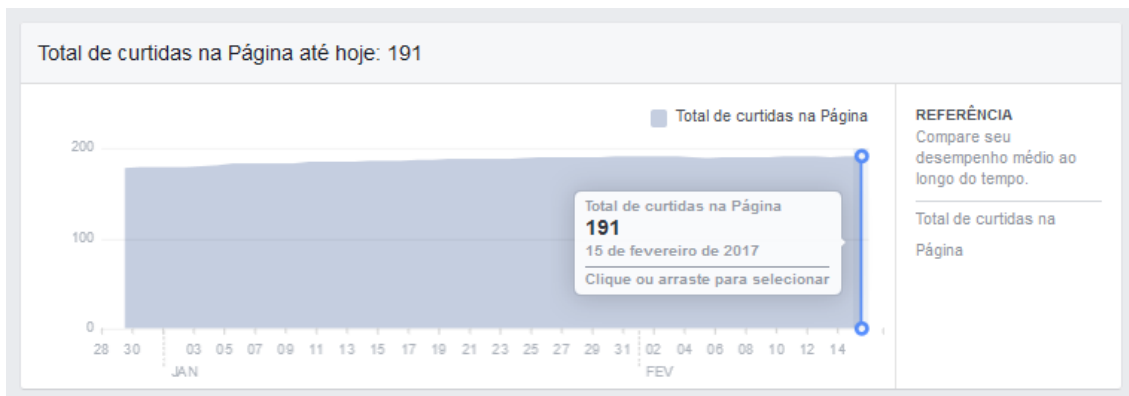 Total de curtidas na Página até hoje: 191
Total de curtidas na Página
200
100
0
28 30 03 05 07 09 11 13 15 17 19 21 23 25 27 29 31 02 04 06 08 10 12 14
JAN FEV
Total de curtidas na Página
191
15 de fevereiro de 2017
Clique ou arraste para selecionar
REFERÊNCIA
Compare seu
desempenho médio ao
longo do tempo.
Total de curtidas na
Página